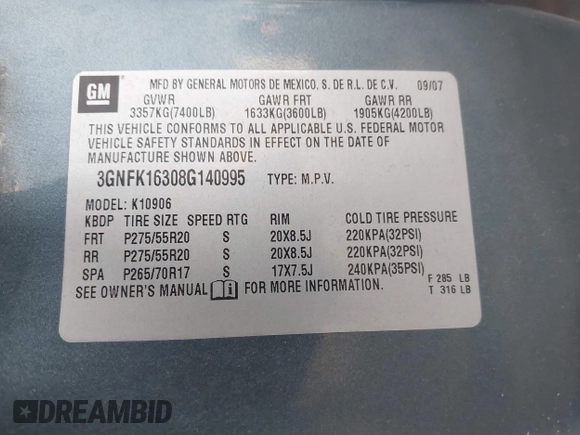 GM
MFD BY GENERAL MOTORS DE MEXICO, S. DE R.L. DE C.V. 09/07
GVWR GAWR FRT GAWR RR
3357KG(7400LB) 1633KG(3600LB) 1905KG(4200LB)
THIS VEHICLE CONFORMS TO ALL APPLICABLE U.S. FEDERAL MOTOR
VEHICLE SAFETY STANDARDS IN EFFECT ON THE DATE OF
MANUFACTURE SHOWN ABOVE.
3GNFK16308G140995 TYPE: M.P.V.
MODEL: K10906
KBDP TIRE SIZE SPEED RTG RIM COLD TIRE PRESSURE
FRT P275/55R20 S 20X8.5J 220KPA(32PSI)
RR P275/55R20 S 20X8.5J 220KPA(32PSI)
SPA P265/70R17 S 17X7.5J 240KPA(35PSI)
SEE OWNER'S MANUAL FOR MORE INFORMATION.
F 285 LB
T 316 LB
DREAMBID